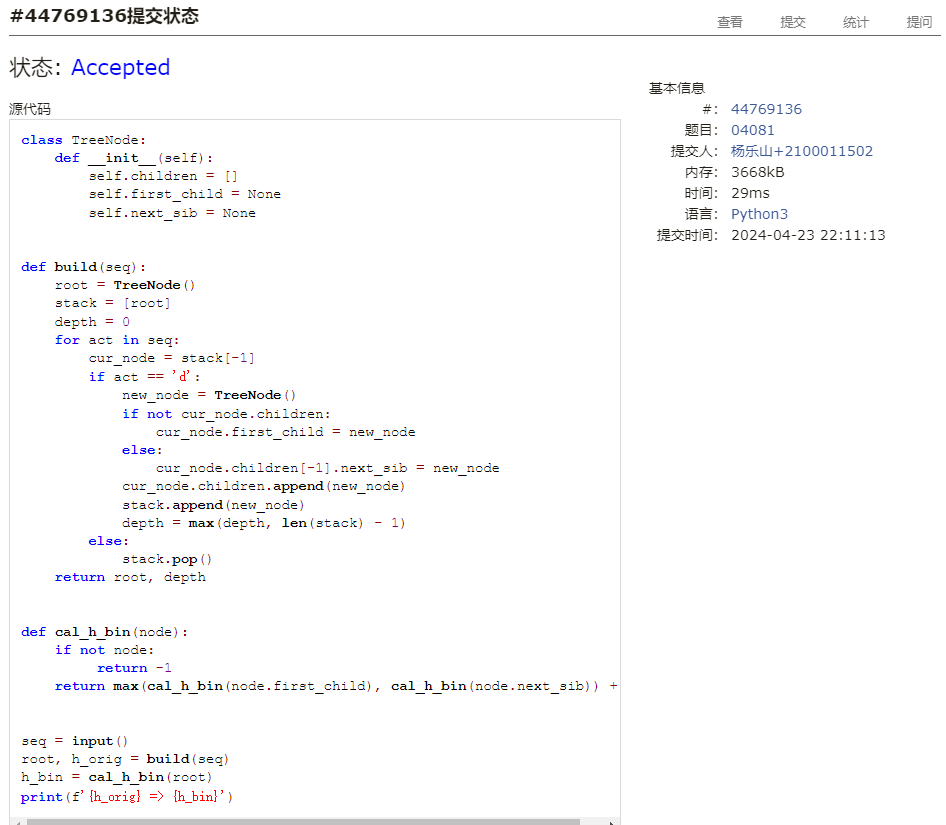 #44769136提交状态
查看 提交 统计 提问
状态: Accepted
源代码
class TreeNode:
    def __init__(self):
        self.children = []
        self.first_child = None
        self.next_sib = None
def build(seq):
    root = TreeNode()
    stack = [root]
    depth = 0
    for act in seq:
        cur_node = stack[-1]
        if act == 'd':
            new_node = TreeNode()
            if not cur_node.children:
                cur_node.first_child = new_node
            else:
                cur_node.children[-1].next_sib = new_node
            cur_node.children.append(new_node)
            stack.append(new_node)
            depth = max(depth, len(stack) - 1)
        else:
            stack.pop()
    return root, depth
def cal_h_bin(node):
    if not node:
         return -1
    return max(cal_h_bin(node.first_child), cal_h_bin(node.next_sib)) +
seq = input()
root, h_orig = build(seq)
h_bin = cal_h_bin(root)
print(f'{h_orig} => {h_bin}')
基本信息
#: 44769136
题目: 04081
提交人: 杨乐山+2100011502
内存: 3668kB
时间: 29ms
语言: Python3
提交时间: 2024-04-23 22:11:13